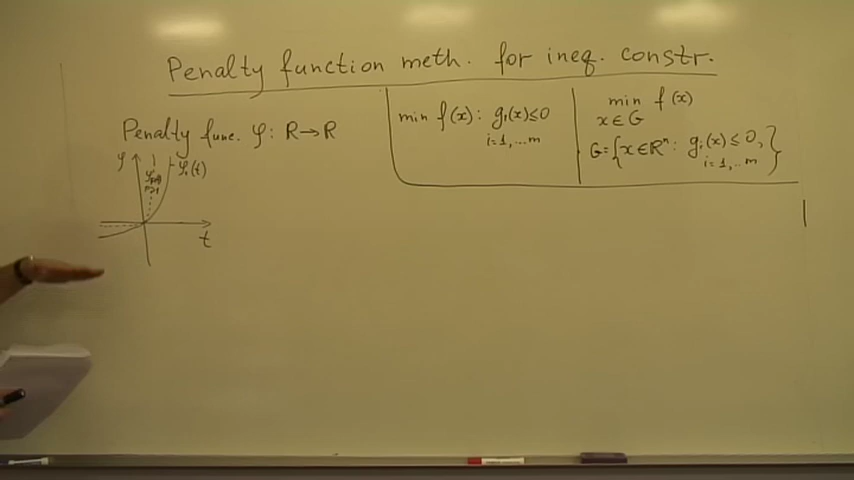 Penalty function meth. for ineq. constr.
Penalty func. φ: R→R
φ
φ₁(t)
t
min f(x): gᵢ(x)≤0
i=1,...m
min f(x)
x∈G
G={x∈Rⁿ: gᵢ(x)≤0,}
i=1,..m